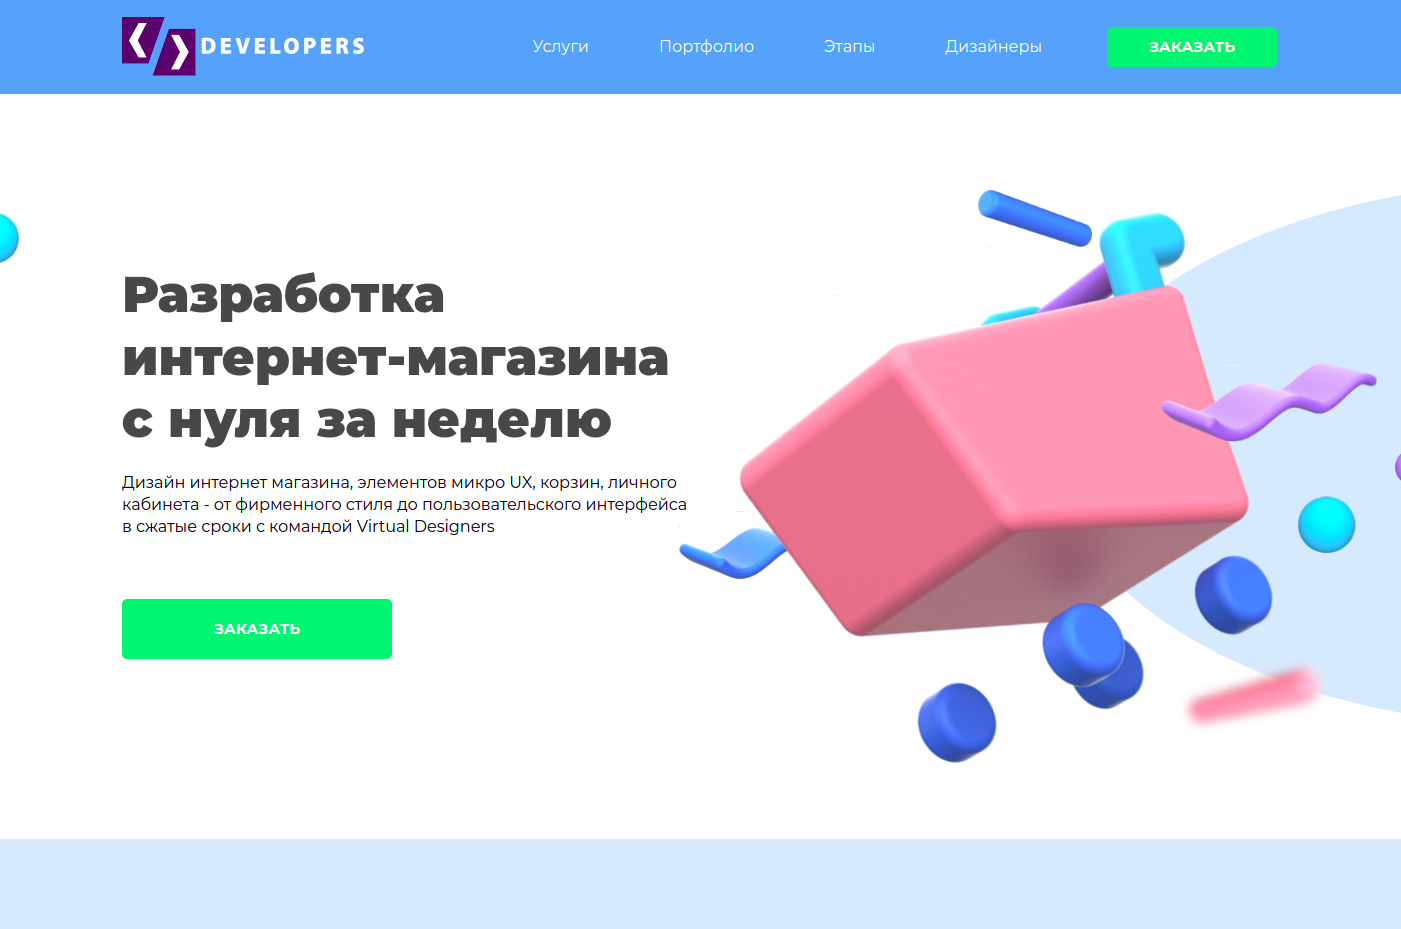 DEVELOPERS
Услуги
Портфолио
Этапы
Дизайнеры
ЗАКАЗАТЬ
Разработка
интернет-магазина
с нуля за неделю
Дизайн интернет магазина, элементов микро UX, корзин, личного
кабинета - от фирменного стиля до пользовательского интерфейса
в сжатые сроки с командой Virtual Designers
ЗАКАЗАТЬ